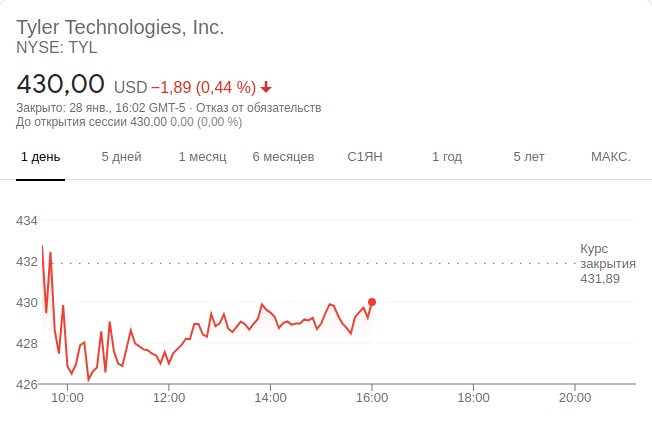 Tyler Technologies, Inc.
NYSE: TYL
430,00 USD −1,89 (0,44 %)
Закрыто: 28 янв., 16:02 GMT-5 · Отказ от обязательств
До открытия сессии 430,00 0,00 (0,00 %)
1 день 5 дней 1 месяц 6 месяцев С1ЯН 1 год 5 лет МАКС.
434
432
430
428
426
Курс
закрытия
431,89
10:00 12:00 14:00 16:00 18:00 20:00